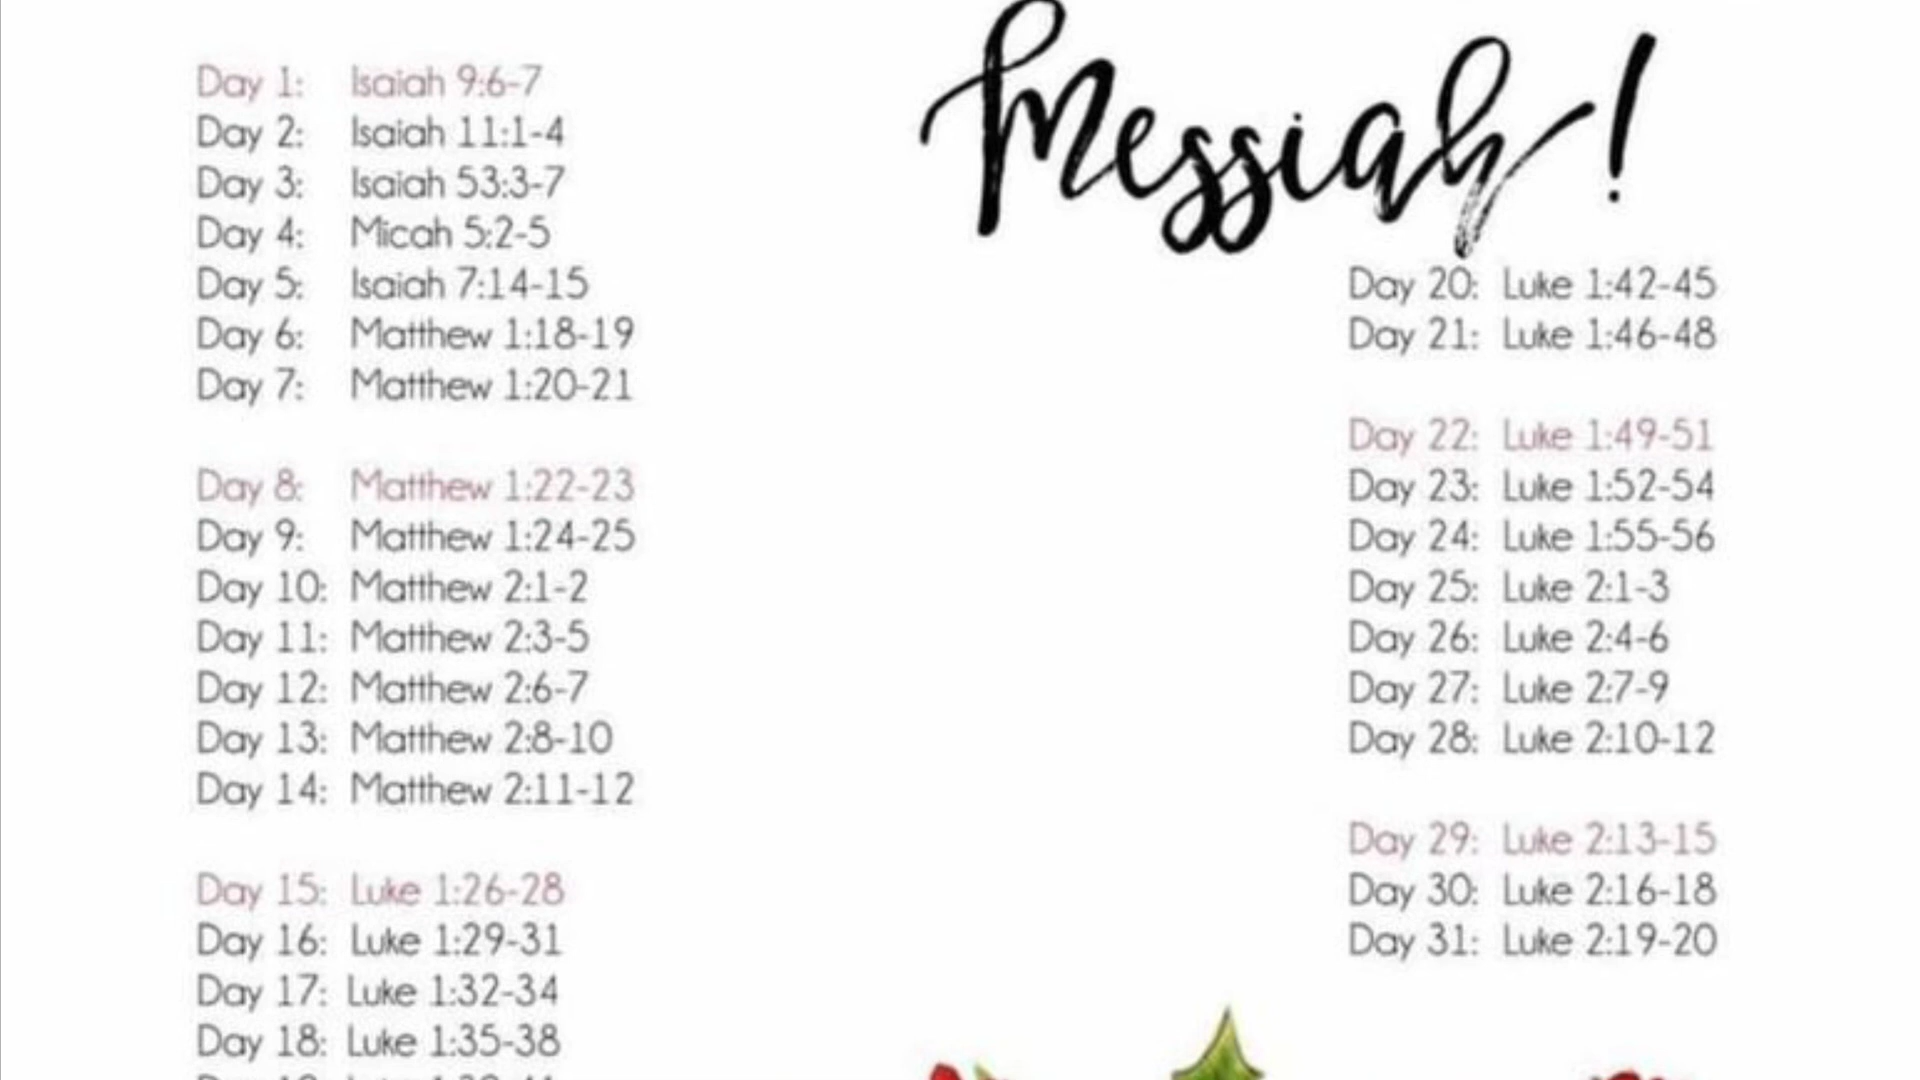 Messiah!
Day 1: Isaiah 9:6-7
Day 2: Isaiah 11:1-4
Day 3: Isaiah 53:3-7
Day 4: Micah 5:2-5
Day 5: Isaiah 7:14-15
Day 6: Matthew 1:18-19
Day 7: Matthew 1:20-21
Day 8: Matthew 1:22-23
Day 9: Matthew 1:24-25
Day 10: Matthew 2:1-2
Day 11: Matthew 2:3-5
Day 12: Matthew 2:6-7
Day 13: Matthew 2:8-10
Day 14: Matthew 2:11-12
Day 15: Luke 1:26-28
Day 16: Luke 1:29-31
Day 17: Luke 1:32-34
Day 18: Luke 1:35-38
Day 20: Luke 1:42-45
Day 21: Luke 1:46-48
Day 22: Luke 1:49-51
Day 23: Luke 1:52-54
Day 24: Luke 1:55-56
Day 25: Luke 2:1-3
Day 26: Luke 2:4-6
Day 27: Luke 2:7-9
Day 28: Luke 2:10-12
Day 29: Luke 2:13-15
Day 30: Luke 2:16-18
Day 31: Luke 2:19-20